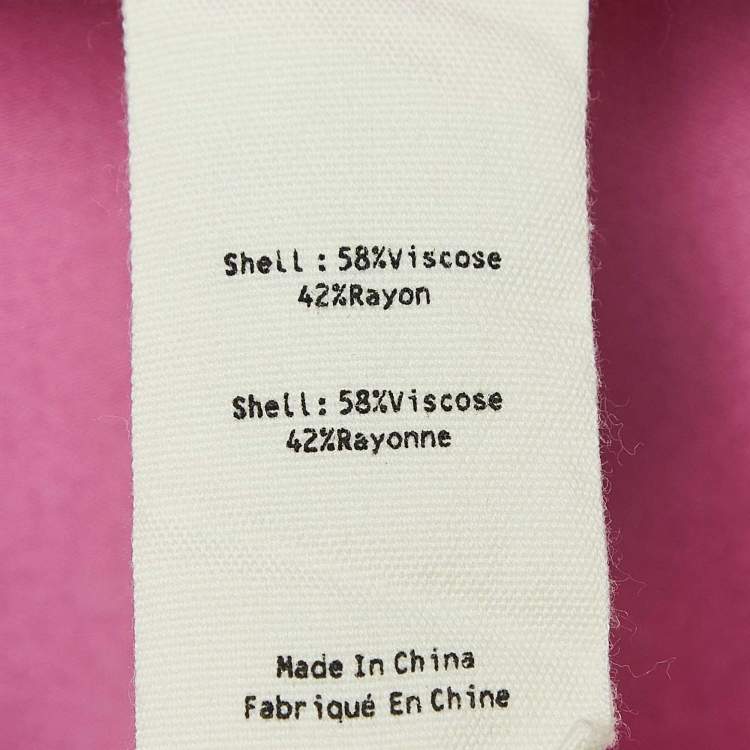 Shell : 58%Viscose
42%Rayon
Shell: 58%Viscose
42%Rayonne
Made In China
Fabriqué En Chine